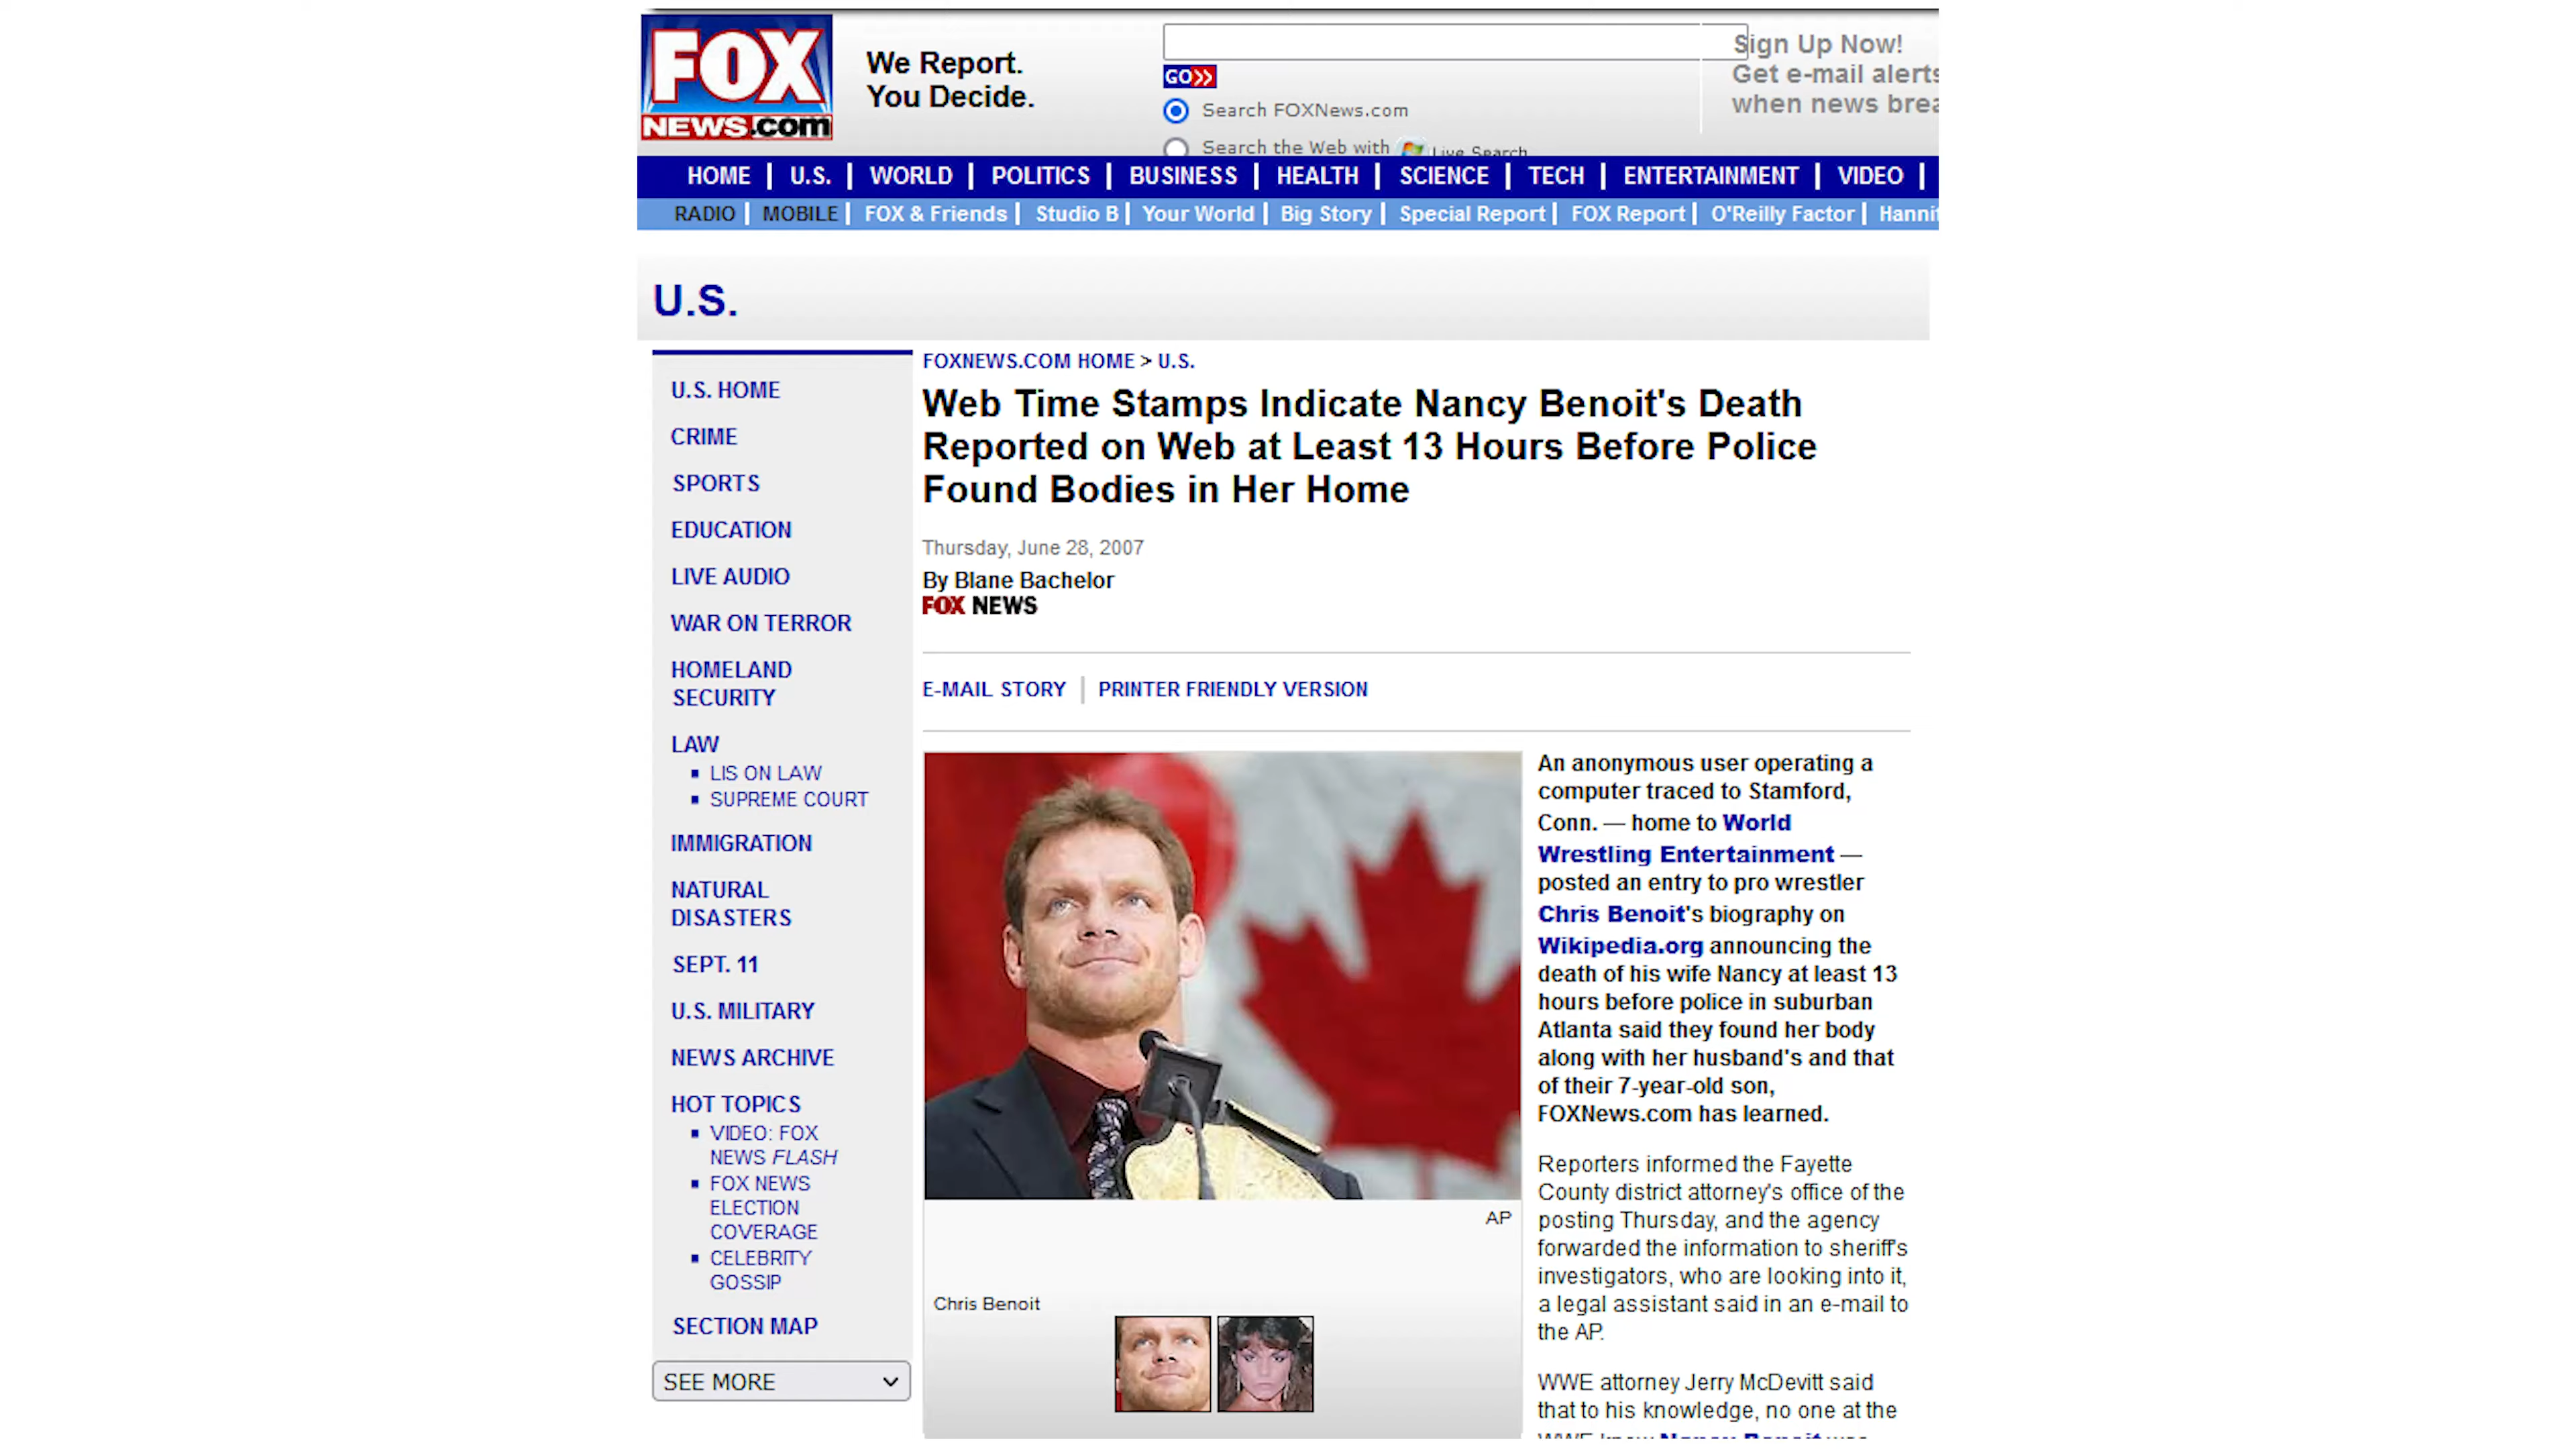 FOX
NEWS.com
We Report.
You Decide.
GO
Search FOXNews.com
Search the Web with Live Search
Sign Up Now!
Get e-mail alerts
when news
HOME | U.S. | WORLD | POLITICS | BUSINESS | HEALTH | SCIENCE | TECH | ENTERTAINMENT | VIDEO |
RADIO | MOBILE | FOX & Friends | Studio B | Your World | Big Story | Special Report | FOX Report | O'Reilly Factor |
U.S.
U.S. HOME
CRIME
SPORTS
EDUCATION
LIVE AUDIO
WAR ON TERROR
HOMELAND
SECURITY
LAW
LIS ON LAW
SUPREME COURT
IMMIGRATION
NATURAL
DISASTERS
SEPT. 11
U.S. MILITARY
NEWS ARCHIVE
HOT TOPICS
VIDEO: FOX
NEWS FLASH
FOX NEWS
ELECTION
COVERAGE
CELEBRITY
GOSSIP
SECTION MAP
SEE MORE
FOXNEWS.COM HOME > U.S.
Web Time Stamps Indicate Nancy Benoit's Death
Reported on Web at Least 13 Hours Before Police
Found Bodies in Her Home
Thursday, June 28, 2007
By Blane Bachelor
FOX NEWS
E-MAIL STORY | PRINTER FRIENDLY VERSION
AP
Chris Benoit
An anonymous user operating a
computer traced to Stamford,
Conn. — home to World
Wrestling Entertainment —
posted an entry to pro wrestler
Chris Benoit's biography on
Wikipedia.org announcing the
death of his wife Nancy at least 13
hours before police in suburban
Atlanta said they found her body
along with her husband's and that
of their 7-year-old son,
FOXNews.com has learned.
Reporters informed the Fayette
County district attorney's office of the
posting Thursday, and the agency
forwarded the information to sheriff's
investigators, who are looking into it,
a legal assistant said in an e-mail to
the AP.
WWE attorney Jerry McDevitt said
that to his knowledge, no one at the